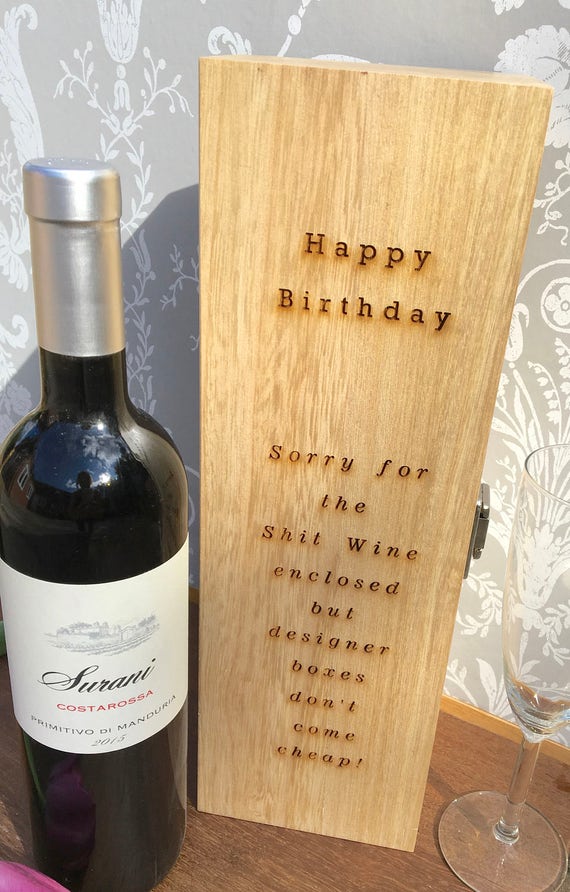 Happy
Birthday
Sorry for
the
Shit Wine
enclosed
but
designer
boxes
don't
come
cheap!
Surani
COSTAROSSA
PRIMITIVO DI MANDURIA
2015